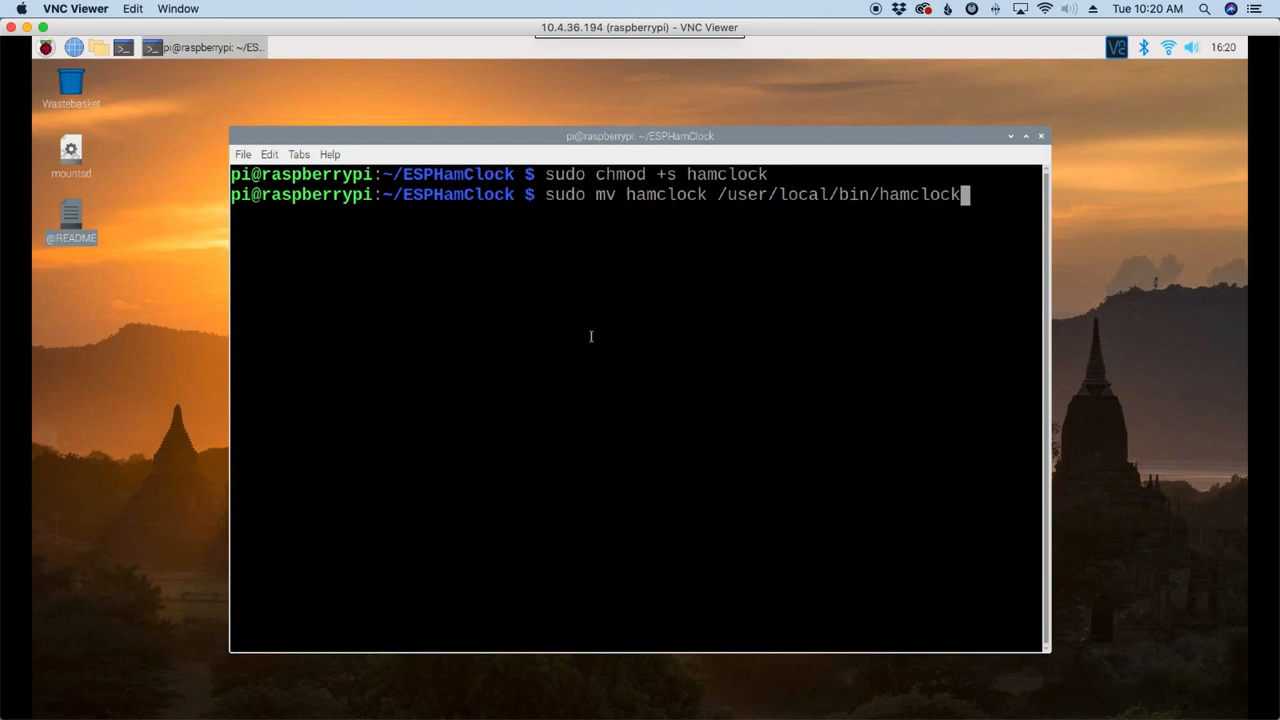 VNC Viewer Edit Window Tue 10:20 AM
10.4.36.194 (raspberrypi) - VNC Viewer
pi@raspberrypi: ~/ES... V2 16:20
Wastebasket
mountsd
@README
pi@raspberrypi: ~/ESPHamClock
File Edit Tabs Help
pi@raspberrypi:~/ESPHamClock $ sudo chmod +s hamclock
pi@raspberrypi:~/ESPHamClock $ sudo mv hamclock /user/local/bin/hamclock